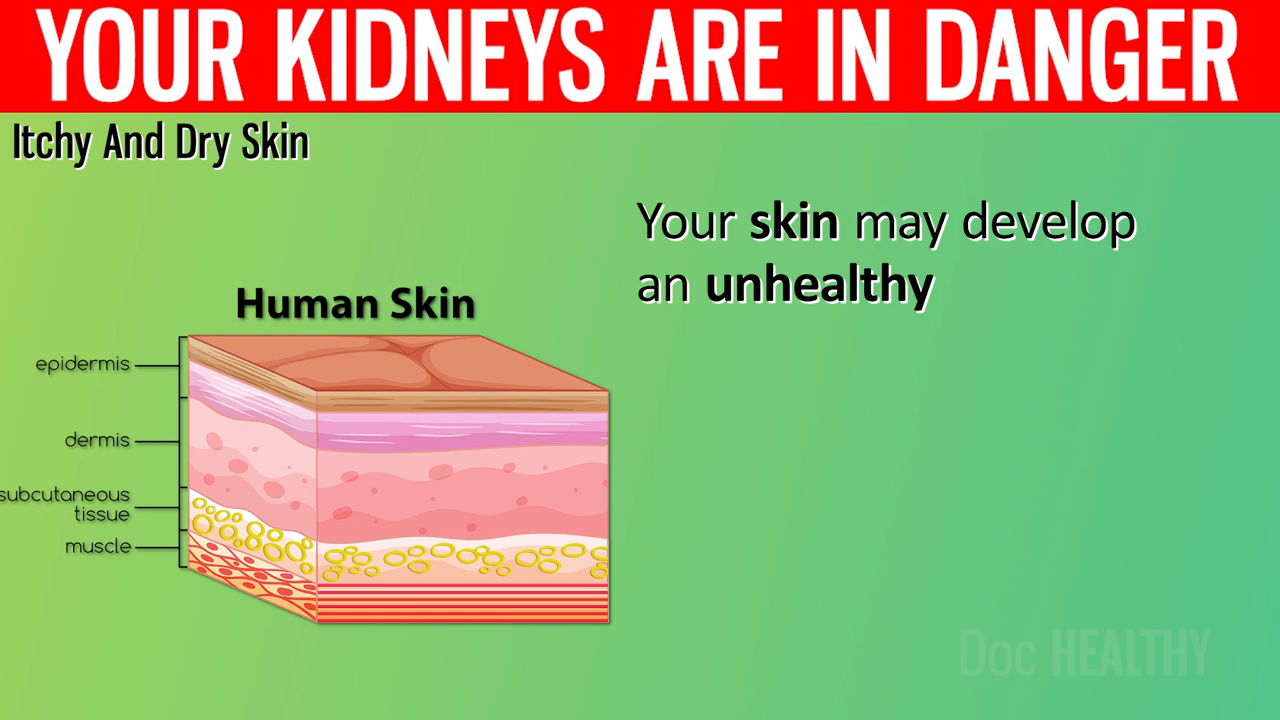 YOUR KIDNEYS ARE IN DANGER
Itchy And Dry Skin
Your skin may develop
an unhealthy
Human Skin
epidermis
dermis
subcutaneous
tissue
muscle
Doc HEALTHY